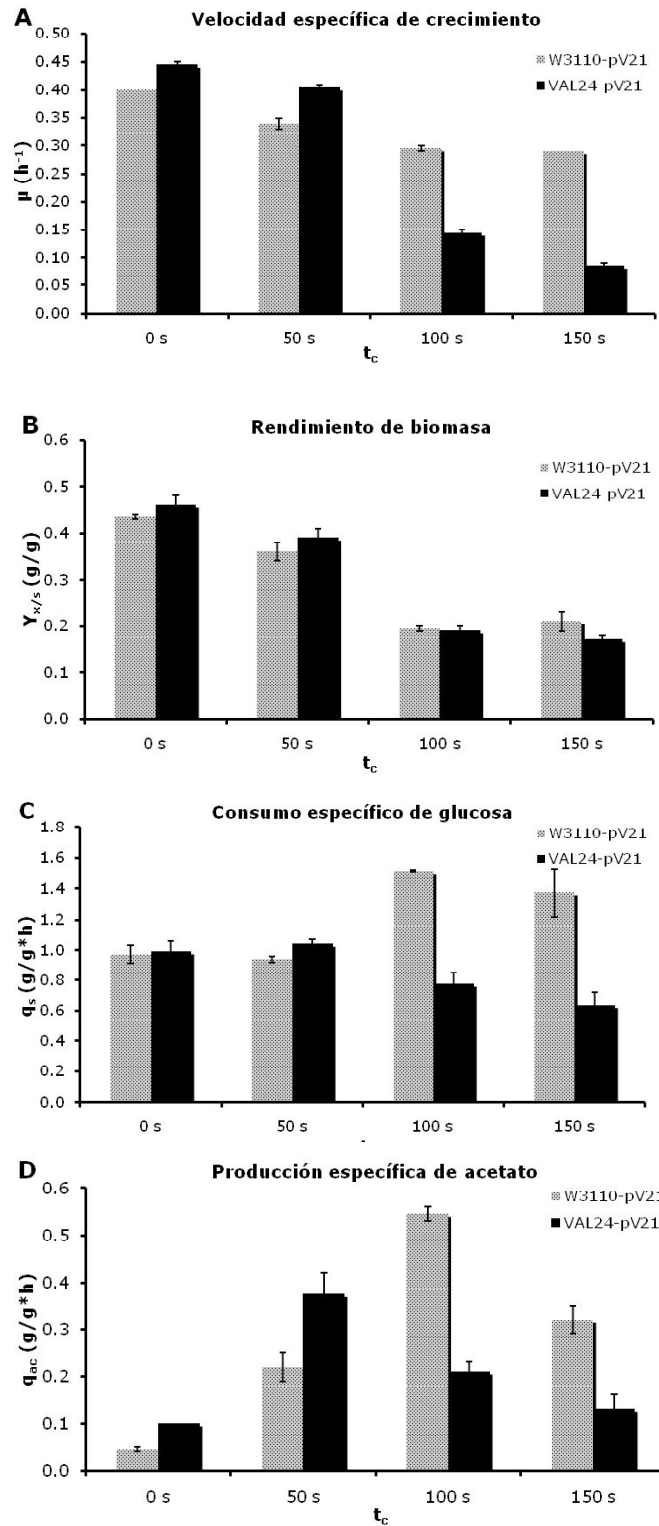 A Velocidad específica de crecimiento
0.50
0.45
0.40
0.35
0.30
0.25
0.20
0.15
0.10
0.05
0.00
µ (h⁻¹)
W3110-pV21
VAL24 pV21
0 s 50 s 100 s 150 s
tc
B Rendimiento de biomasa
0.6
0.5
0.4
0.3
0.2
0.1
0.0
Yx/s (g/g)
W3110-pV21
VAL24 pV21
0 s 50 s 100 s 150 s
tc
C Consumo específico de glucosa
1.8
1.6
1.4
1.2
1.0
0.8
0.6
0.4
0.2
0.0
qs (g/g*h)
W3110-pV21
VAL24-pV21
0 s 50 s 100 s 150 s
D Producción específica de acetato
0.6
0.5
0.4
0.3
0.2
0.1
0.0
qac (g/g*h)
W3110-pV21
VAL24-pV21
0 s 50 s 100 s 150 s
tc